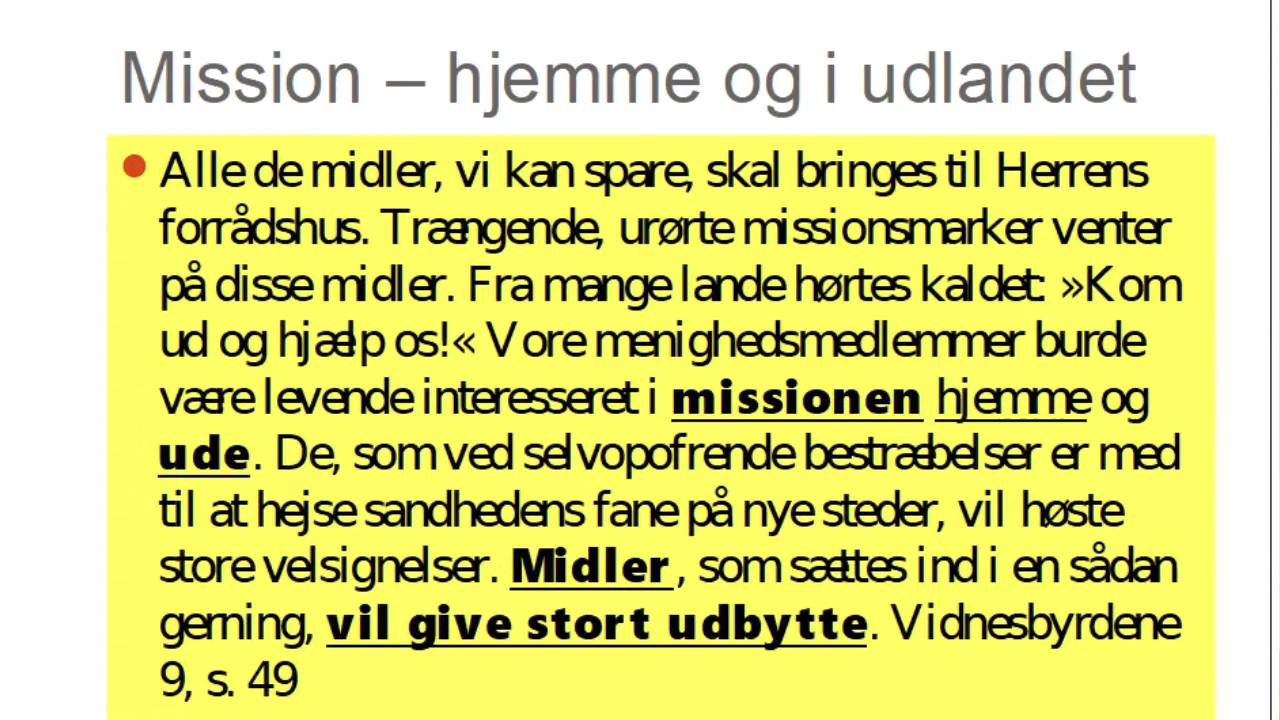 Mission – hjemme og i udlandet
• Alle de midler, vi kan spare, skal bringes til Herrens
forrådshus. Trængende, urørte missionsmarker venter
på disse midler. Fra mange lande hørtes kaldet: »Kom
ud og hjælp os!« Vore menighedsmedlemmer burde
være levende interesseret i missionen hjemme og
ude. De, som ved selvopofrende bestræbelser er med
til at hejse sandhedens fane på nye steder, vil høste
store velsignelser. Midler, som sættes ind i en sådan
gerning, vil give stort udbytte. Vidnesbyrdene
9, s. 49